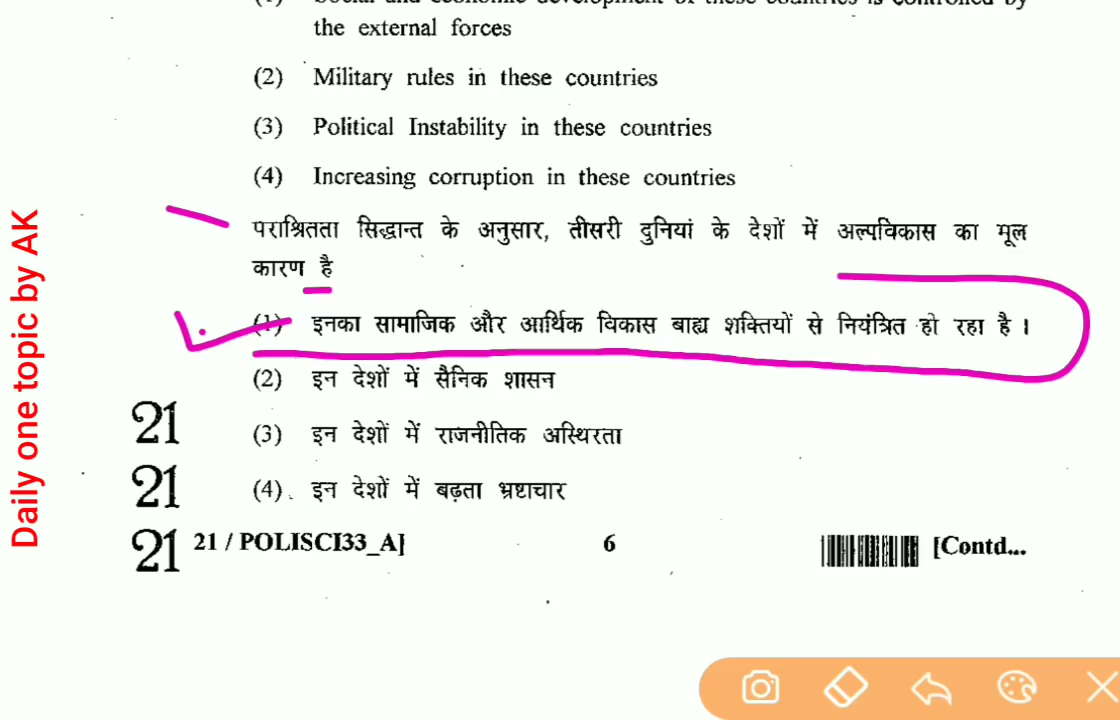 the external forces
(2) Military rules in these countries
(3) Political Instability in these countries
(4) Increasing corruption in these countries
पराश्रितता सिद्धान्त के अनुसार, तीसरी दुनियां के देशों में अल्पविकास का मूल
कारण है
(1) इनका सामाजिक और आर्थिक विकास बाह्य शक्तियों से नियंत्रित हो रहा है ।
(2) इन देशों में सैनिक शासन
(3) इन देशों में राजनीतिक अस्थिरता
(4) इन देशों में बढ़ता भ्रष्टाचार
21
21
21
21 / POLISCI33_A]
6
[Contd...
Daily one topic by AK